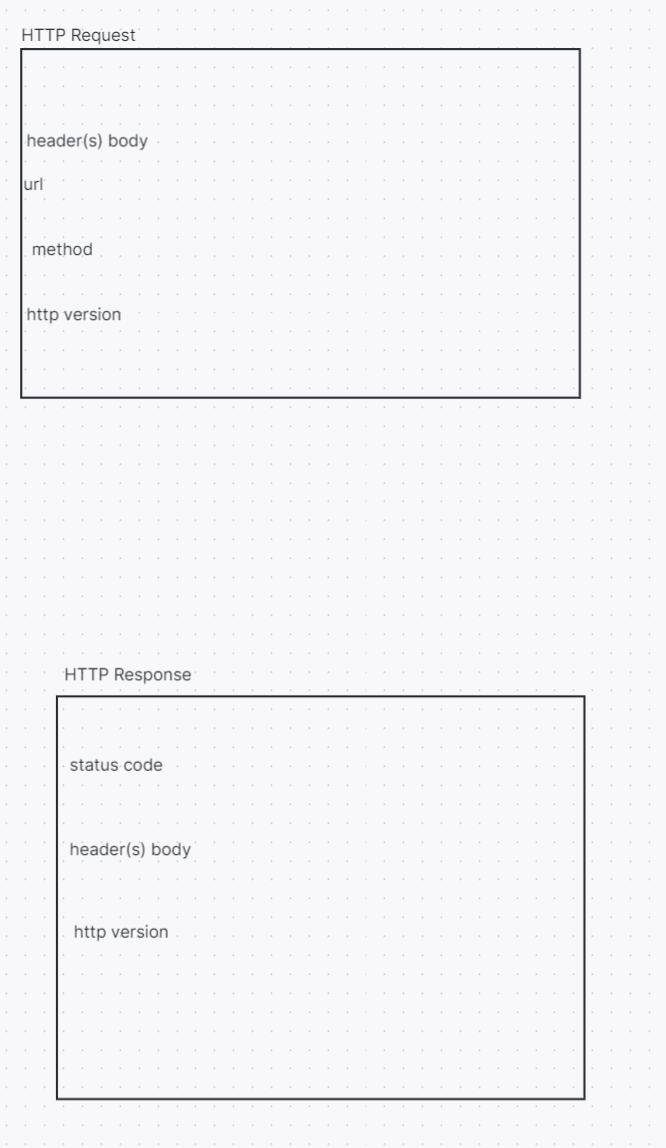 HTTP Request
header(s) body
url
method
http version
HTTP Response
status code
header(s) body
http version